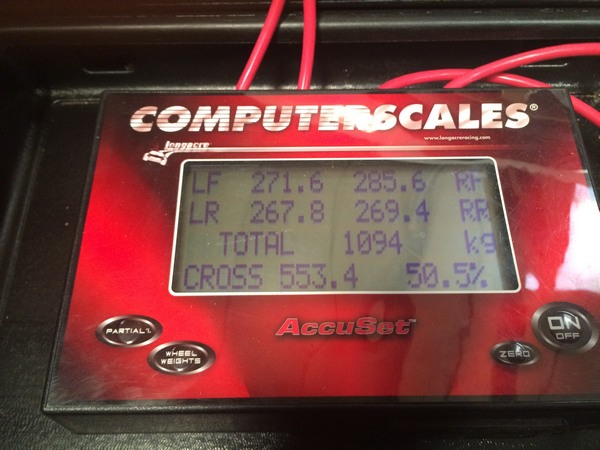 COMPUTERSCALES®
longacre
www.longacreracing.com
LF 271.6 285.6 RF
LR 267.8 269.4 RR
TOTAL 1094 kg
CROSS 553.4 50.5%
AccuSet™
PARTIAL%
WHEEL
WEIGHTS
ZERO
ON
OFF